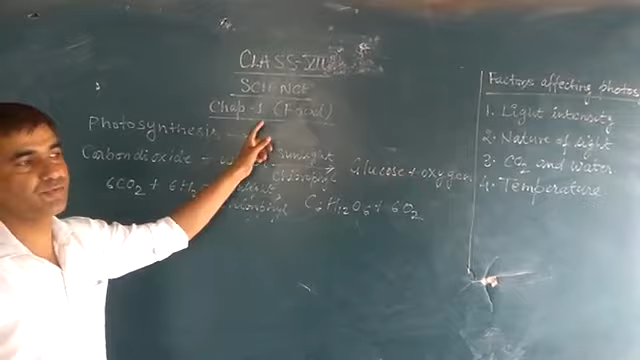 CLASS-VII
SCIENCE
Chap-1 (Food)
Photosynthesis
Carbondioxide +
Sunlight
Chlorophyll
Glucose + oxygen
6CO2 + 6H2
C6H12O6 + 6O2
Factors affecting photos
1. Light intensity
2. Nature of light
3. CO2 and water
4. Temperature